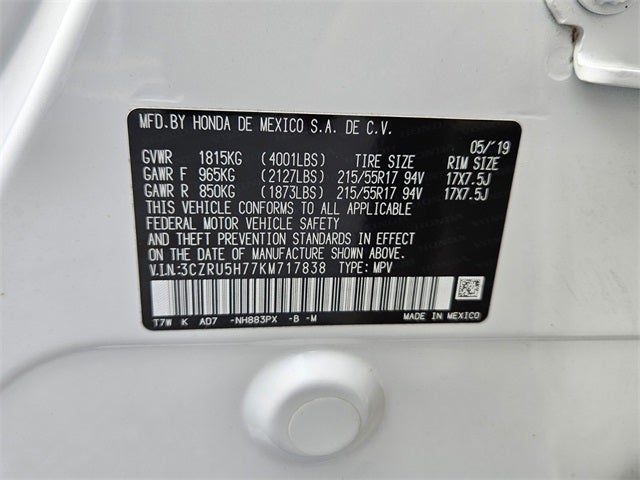 MFD.BY HONDA DE MEXICO S.A. DE C.V.
05/'19
GVWR 1815KG (4001LBS) TIRE SIZE RIM SIZE
GAWR F 965KG (2127LBS) 215/55R17 94V 17X7.5J
GAWR R 850KG (1873LBS) 215/55R17 94V 17X7.5J
THIS VEHICLE CONFORMS TO ALL APPLICABLE
FEDERAL MOTOR VEHICLE SAFETY
AND THEFT PREVENTION STANDARDS IN EFFECT
ON THE DATE OF MANUFACTURE SHOWN ABOVE.
V.I.N.:3CZRU5H77KM717838 TYPE: MPV
T7W K AD7 -NH883PX -B -M MADE IN MEXICO